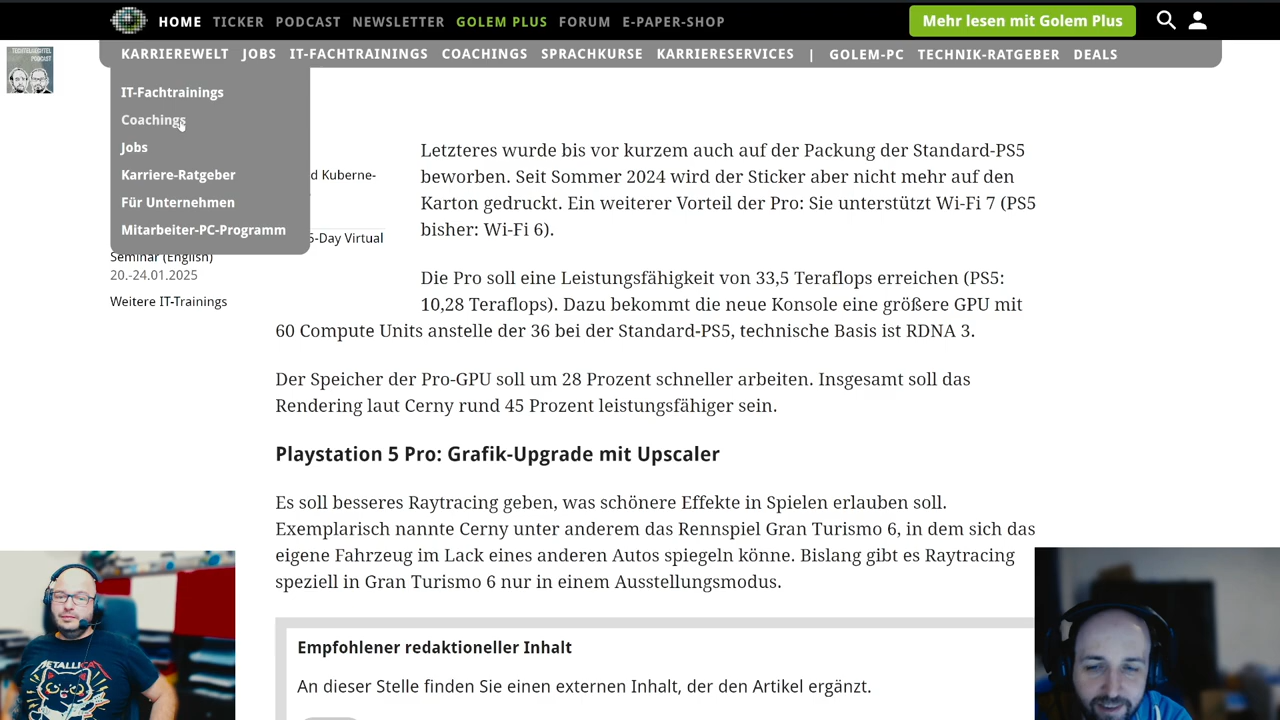 HOME TICKER PODCAST NEWSLETTER GOLEM PLUS FORUM E-PAPER-SHOP
Mehr lesen mit Golem Plus
KARRIEREWELT JOBS IT-FACHTRAININGS COACHINGS SPRACHKURSE KARRIERESERVICES | GOLEM-PC TECHNIK-RATGEBER DEALS
PODCAST
IT-Fachtrainings
Coachings
Jobs
Karriere-Ratgeber
Für Unternehmen
Mitarbeiter-PC-Programm
d Kuberne-
5-Day Virtual
Seminar (English)
20.-24.01.2025
Weitere IT-Trainings
Letzteres wurde bis vor kurzem auch auf der Packung der Standard-PS5
beworben. Seit Sommer 2024 wird der Sticker aber nicht mehr auf den
Karton gedruckt. Ein weiterer Vorteil der Pro: Sie unterstützt Wi-Fi 7 (PS5
bisher: Wi-Fi 6).
Die Pro soll eine Leistungsfähigkeit von 33,5 Teraflops erreichen (PS5:
10,28 Teraflops). Dazu bekommt die neue Konsole eine größere GPU mit
60 Compute Units anstelle der 36 bei der Standard-PS5, technische Basis ist RDNA 3.
Der Speicher der Pro-GPU soll um 28 Prozent schneller arbeiten. Insgesamt soll das
Rendering laut Cerny rund 45 Prozent leistungsfähiger sein.
Playstation 5 Pro: Grafik-Upgrade mit Upscaler
Es soll besseres Raytracing geben, was schönere Effekte in Spielen erlauben soll.
Exemplarisch nannte Cerny unter anderem das Rennspiel Gran Turismo 6, in dem sich das
eigene Fahrzeug im Lack eines anderen Autos spiegeln könne. Bislang gibt es Raytracing
speziell in Gran Turismo 6 nur in einem Ausstellungsmodus.
Empfohlener redaktioneller Inhalt
An dieser Stelle finden Sie einen externen Inhalt, der den Artikel ergänzt.
METALLICA